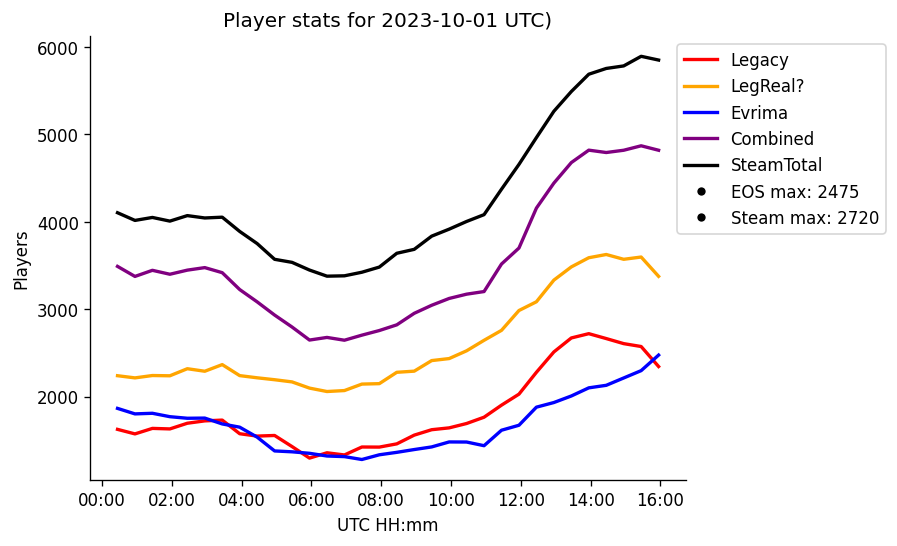 Player stats for 2023-10-01 UTC)
6000
5000
4000
3000
2000
Players
00:00 02:00 04:00 06:00 08:00 10:00 12:00 14:00 16:00
UTC HH:mm
Legacy
LegReal?
Evrima
Combined
SteamTotal
EOS max: 2475
Steam max: 2720